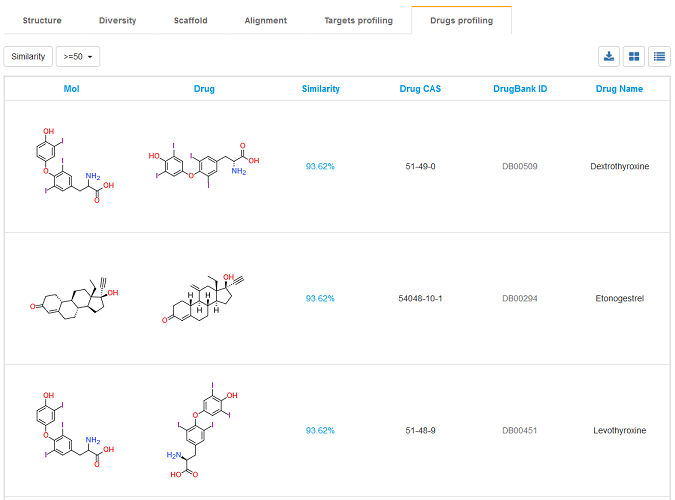 Structure Diversity Scaffold Alignment Targets profiling Drugs profiling
Similarity >=50
Mol Drug Similarity Drug CAS DrugBank ID Drug Name
OH I I O I NH2 OH O
I OH I O I I O OH NH2
93.62% 51-49-0 DB00509 Dextrothyroxine
O OH
OH H H H H O
93.62% 54048-10-1 DB00294 Etonogestrel
OH I I O I NH2 OH O
I OH I O I I H2N HO O
93.62% 51-48-9 DB00451 Levothyroxine